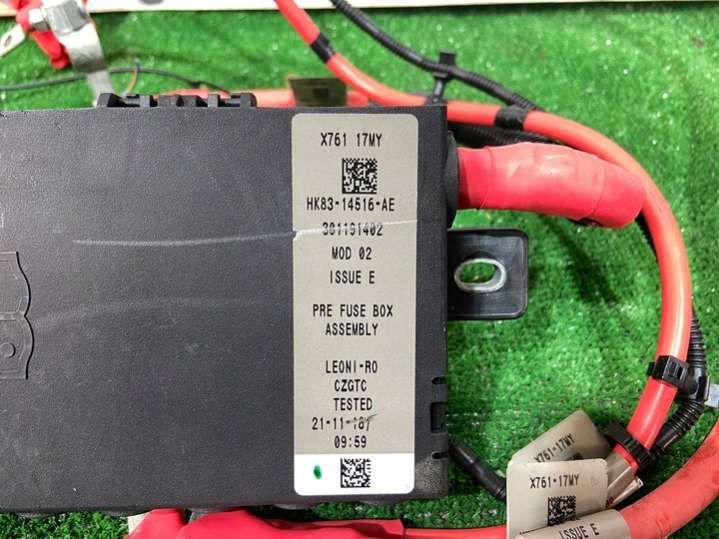 X761 17MY
HK83-14516-AE
301191402
MOD 02
ISSUE E
PRE FUSE BOX
ASSEMBLY
LEONI-RO
CZGTC
TESTED
09:59
X761-17MY
X761-17MY
ISSUE E